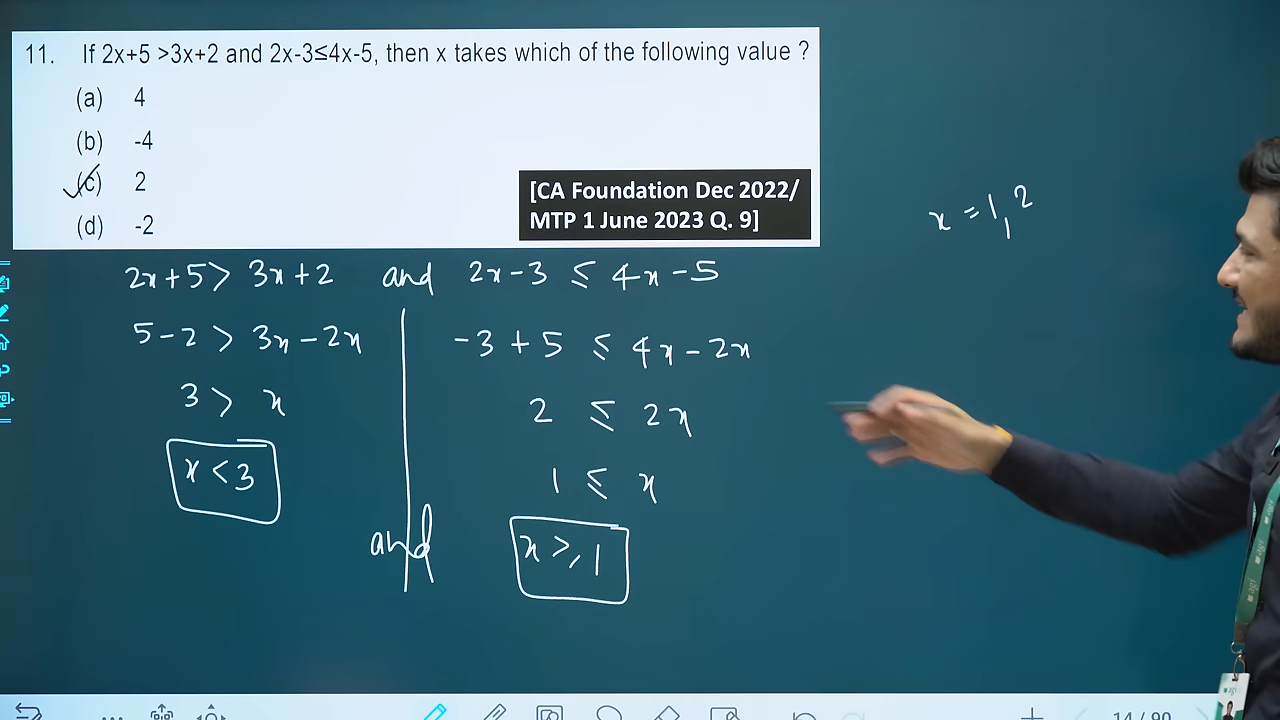 11. If 2x+5 >3x+2 and 2x-3≤4x-5, then x takes which of the following value ?
(a) 4
(b) -4
(c) 2
(d) -2
[CA Foundation Dec 2022/
MTP 1 June 2023 Q. 9]
x = 1, 2
2x+5 > 3x+2 and 2x-3 ≤ 4x-5
5-2 > 3x-2x
3 > x
x < 3
and
-3+5 ≤ 4x-2x
2 ≤ 2x
1 ≤ x
x ≥ 1
14 / 90